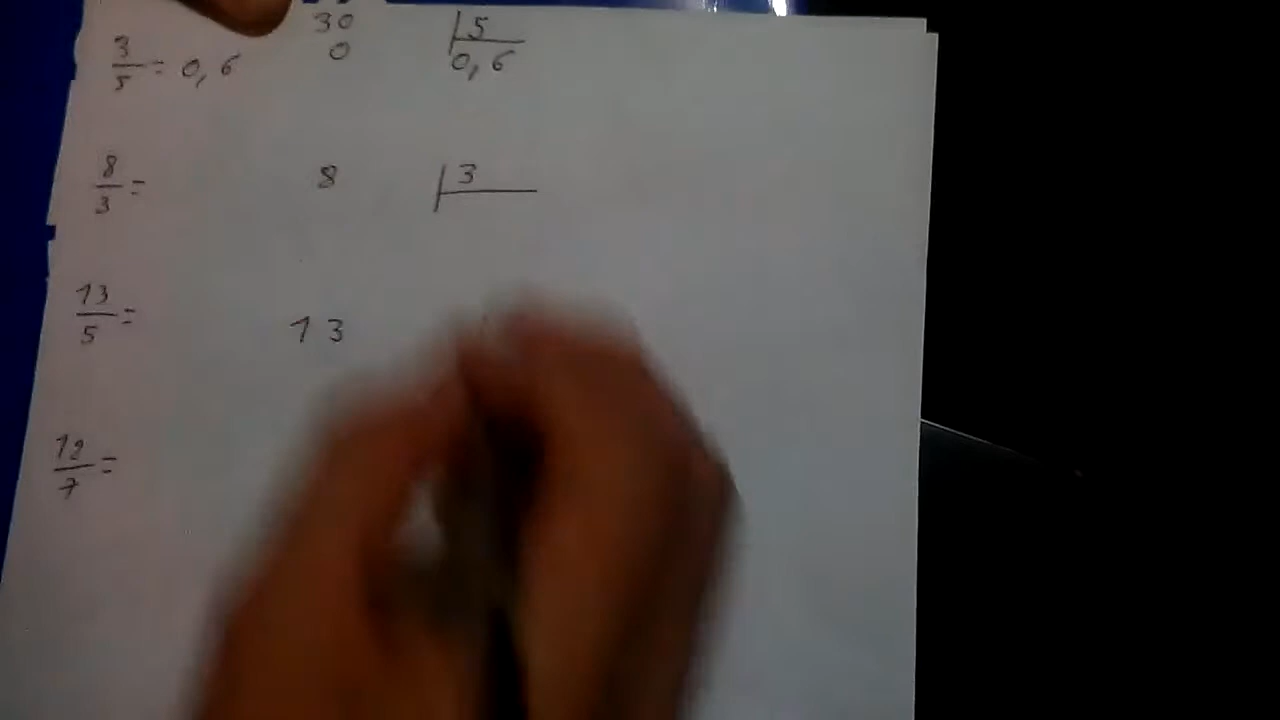 3/5 = 0,6 30 |5
0 0,6
8/3 = 8 |3
13/5 = 13
12/7 =